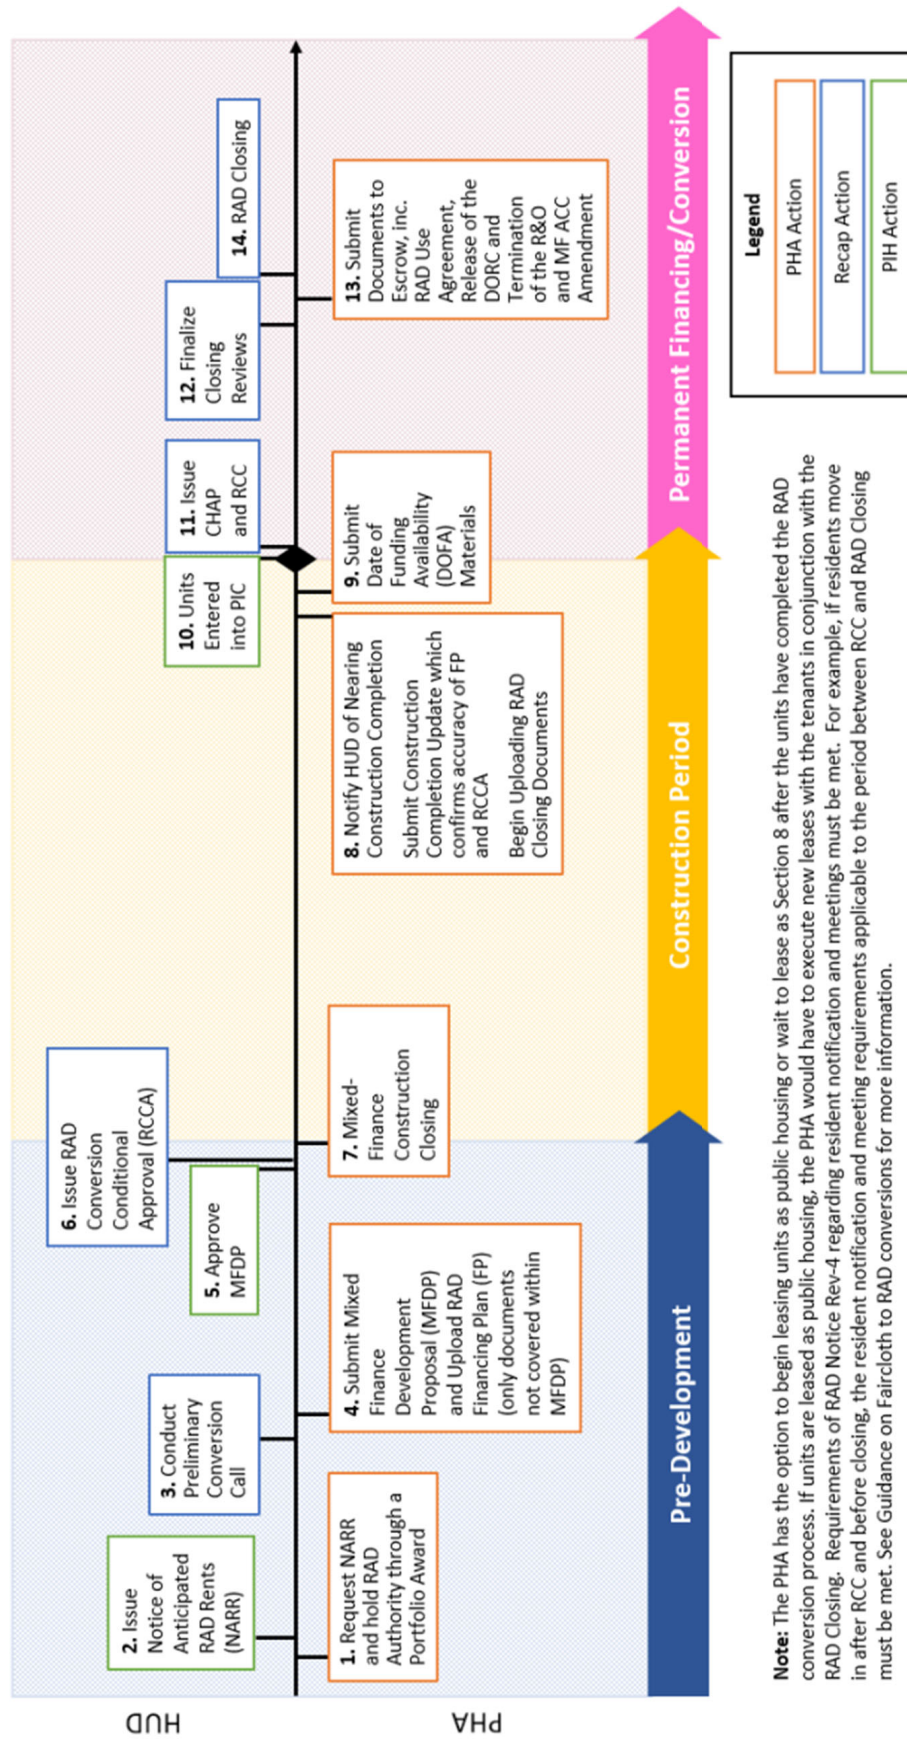 HUD
PHA
2. Issue
Notice of
Anticipated
RAD Rents
(NARR)
1. Request NARR
and hold RAD
Authority through a
Portfolio Award
3. Conduct
Preliminary
Conversion
Call
4. Submit Mixed
Finance
Development
Proposal (MFDP)
and Upload RAD
Financing Plan (FP)
(only documents
not covered within
MFDP)
5. Approve
MFDP
6. Issue RAD
Conversion
Conditional
Approval (RCCA)
7. Mixed-
Finance
Construction
Closing
8. Notify HUD of Nearing
Construction Completion
Submit Construction
Completion Update which
confirms accuracy of FP
and RCCA
Begin Uploading RAD
Closing Documents
9. Submit
Date of
Funding
Availability
(DOFA)
Materials
10. Units
Entered
into PIC
11. Issue
CHAP
and RCC
12. Finalize
Closing
Reviews
13. Submit
Documents to
Escrow, inc.
RAD Use
Agreement,
Release of the
DORC and
Termination
of the R&O
and MF ACC
Amendment
14. RAD Closing
Pre-Development
Construction Period
Permanent Financing/Conversion
Note: The PHA has the option to begin leasing units as public housing or wait to lease as Section 8 after the units have completed the RAD
conversion process. If units are leased as public housing, the PHA would have to execute new leases with the tenants in conjunction with the
RAD Closing.  Requirements of RAD Notice Rev-4 regarding resident notification and meetings must be met.  For example, if residents move
in after RCC and before closing, the resident notification and meeting requirements applicable to the period between RCC and RAD Closing
must be met. See Guidance on Faircloth to RAD conversions for more information.
Legend
PHA Action
Recap Action
PIH Action